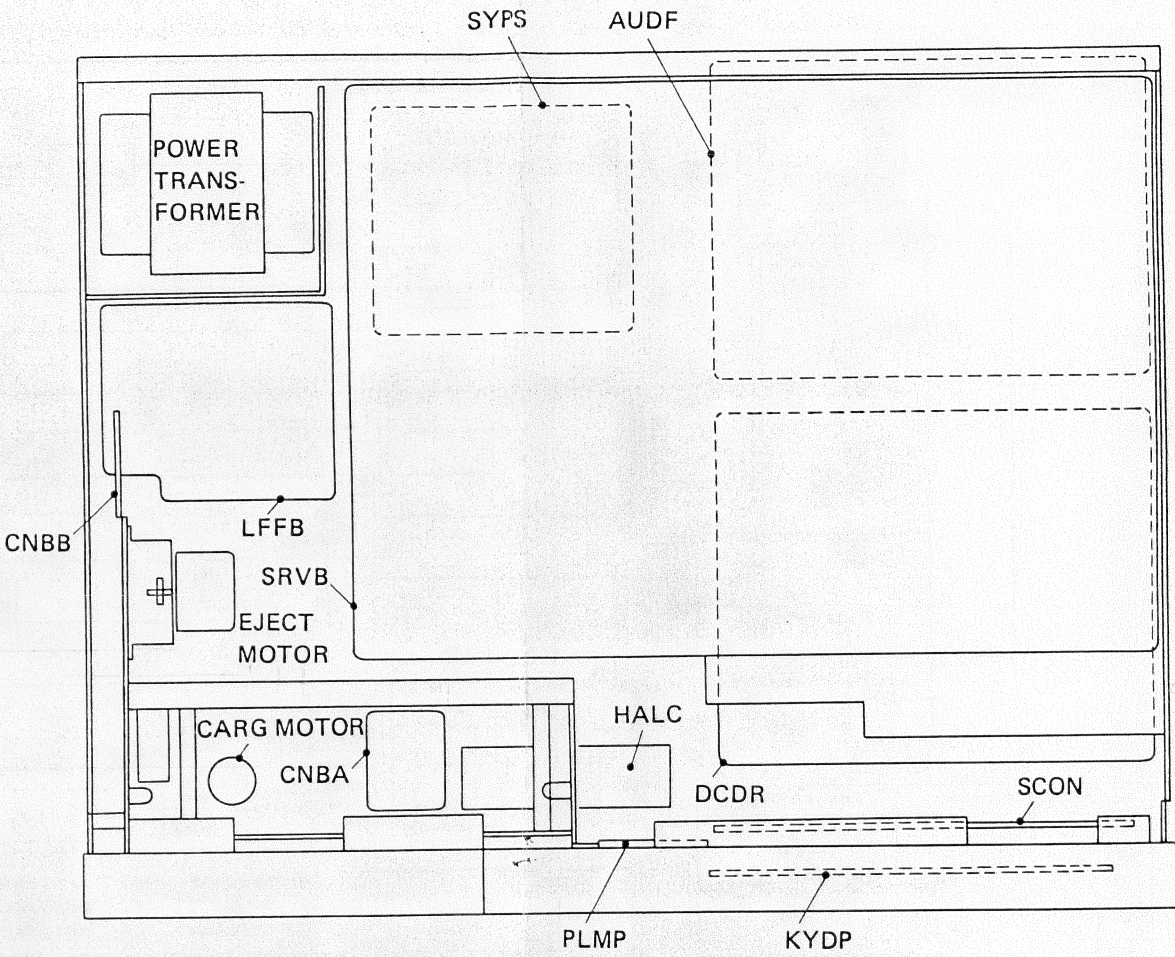 SYPS
AUDF
POWER
TRANS-
FORMER
CNBB
LFFB
SRVB
EJECT
MOTOR
CARG MOTOR
HALC
CNBA
DCDR
SCON
PLMP
KYDP